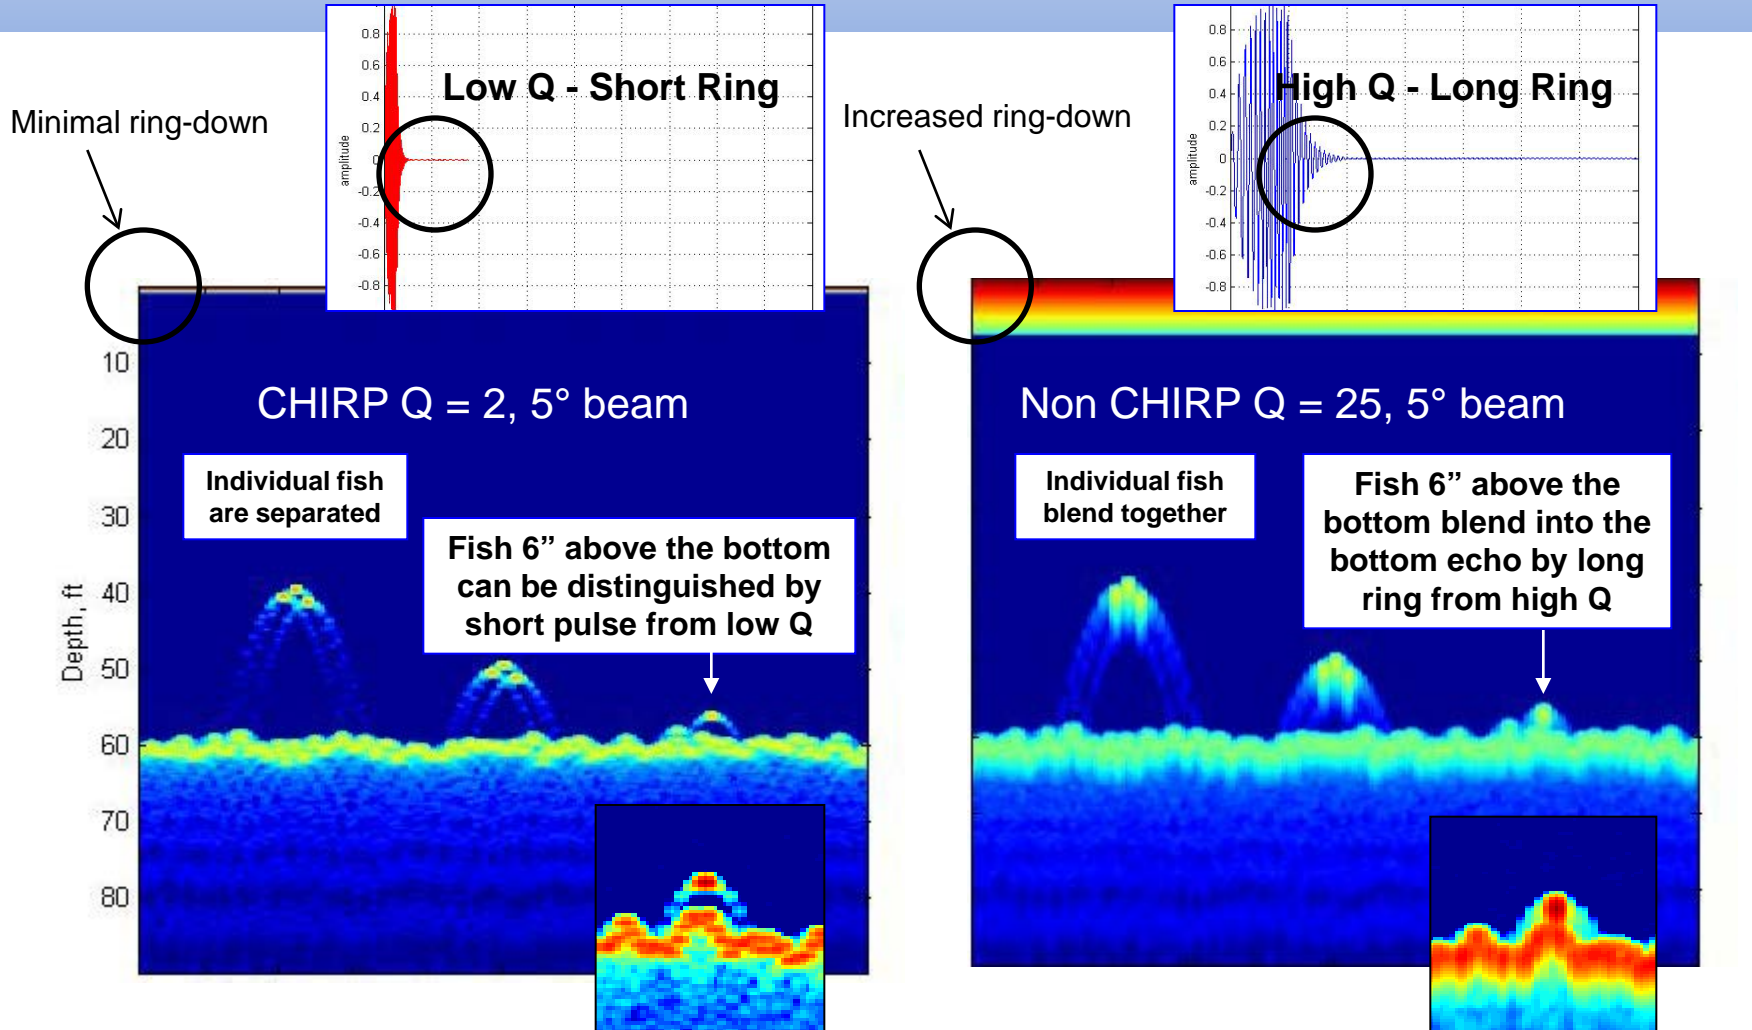 0.8
0.6
0.4
0.2
0
-0.2
-0.4
-0.6
-0.8
amplitude
Low Q - Short Ring
Minimal ring-down
0.8
0.6
0.4
0.2
0
-0.2
-0.4
-0.6
-0.8
amplitude
High Q - Long Ring
Increased ring-down
10
20
30
40
50
60
70
80
Depth, ft
CHIRP Q = 2, 5° beam
Individual fish
are separated
Fish 6” above the bottom
can be distinguished by
short pulse from low Q
Non CHIRP Q = 25, 5° beam
Individual fish
blend together
Fish 6” above the
bottom blend into the
bottom echo by long
ring from high Q